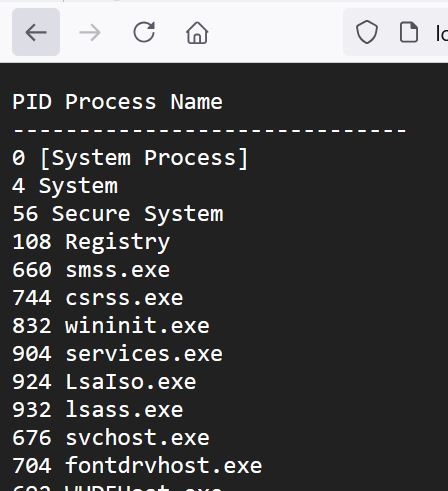 lo
PID Process Name
------------------------------
0 [System Process]
4 System
56 Secure System
108 Registry
660 smss.exe
744 csrss.exe
832 wininit.exe
904 services.exe
924 LsaIso.exe
932 lsass.exe
676 svchost.exe
704 fontdrvhost.exe